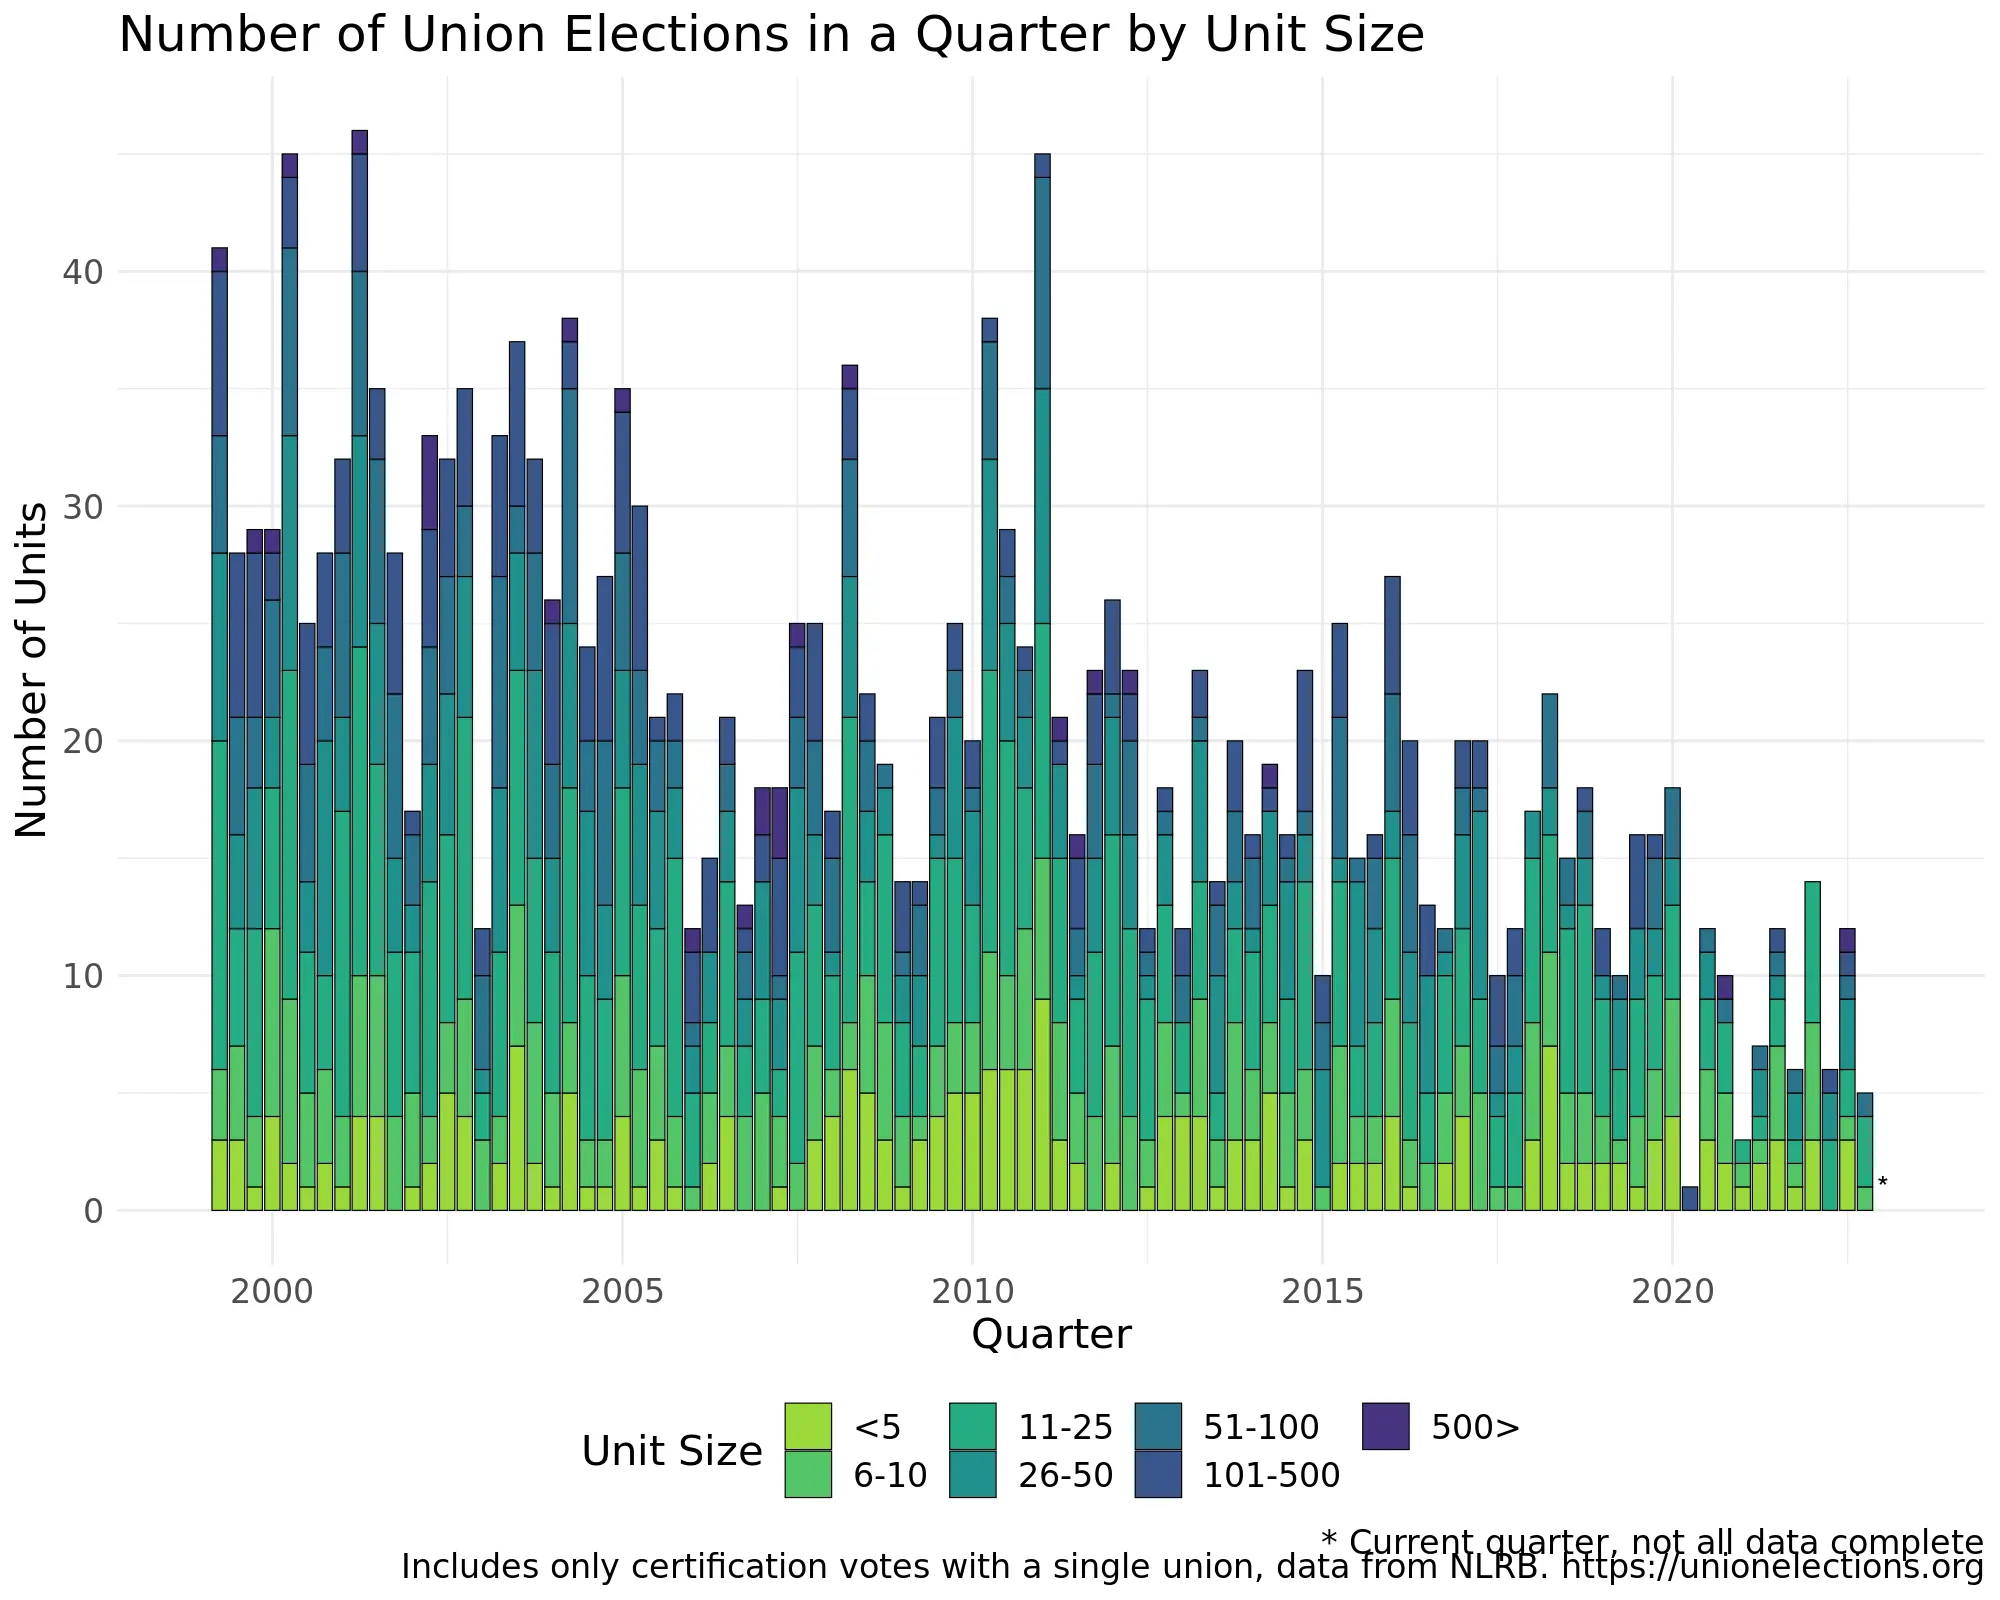 Number of Union Elections in a Quarter by Unit Size
Number of Units
40
30
20
10
0
*
2000 2005 2010 2015 2020
Quarter
Unit Size
<5 11-25 51-100 500>
6-10 26-50 101-500
* Current quarter, not all data complete
Includes only certification votes with a single union, data from NLRB. https://unionelections.org